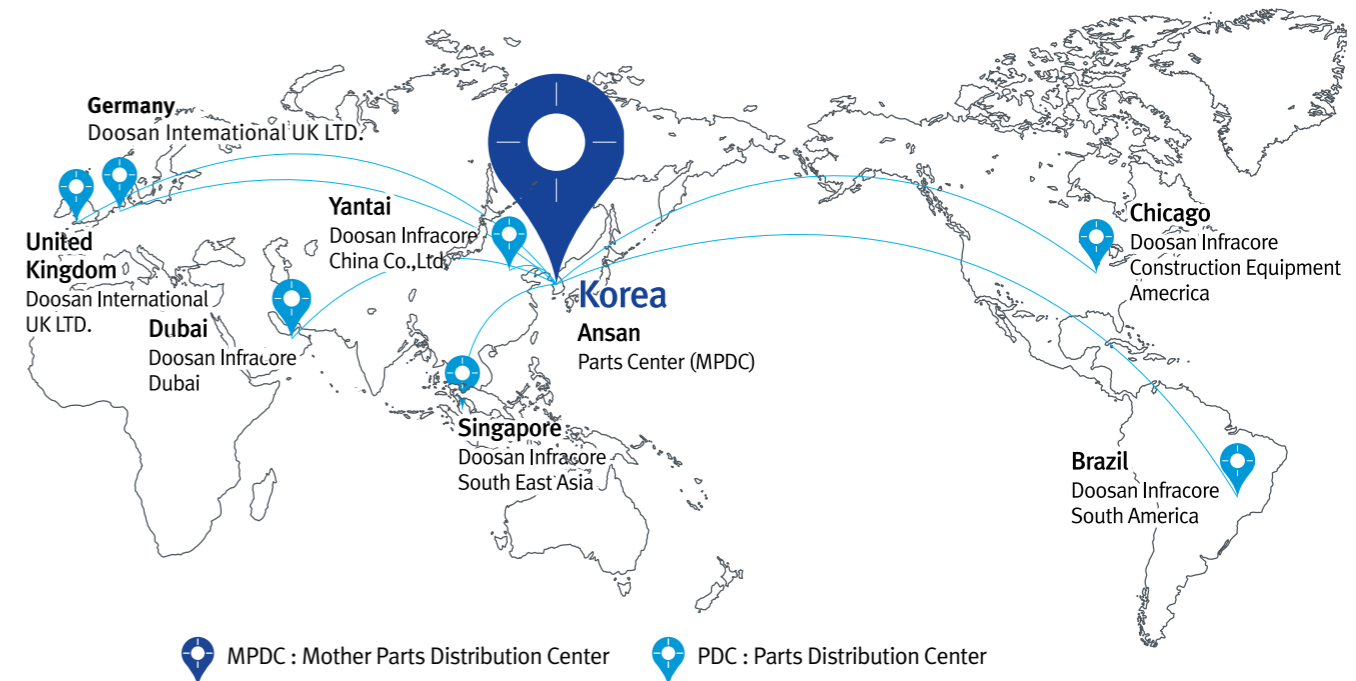 Germany
Doosan International UK LTD.
United
Kingdom
Doosan International
UK LTD.
Dubai
Doosan Infracore
Dubai
Yantai
Doosan Infracore
China Co.,Ltd.
Korea
Ansan
Parts Center (MPDC)
Singapore
Doosan Infracore
South East Asia
Chicago
Doosan Infracore
Construction Equipment
Amecrica
Brazil
Doosan Infracore
South America
MPDC : Mother Parts Distribution Center
PDC : Parts Distribution Center